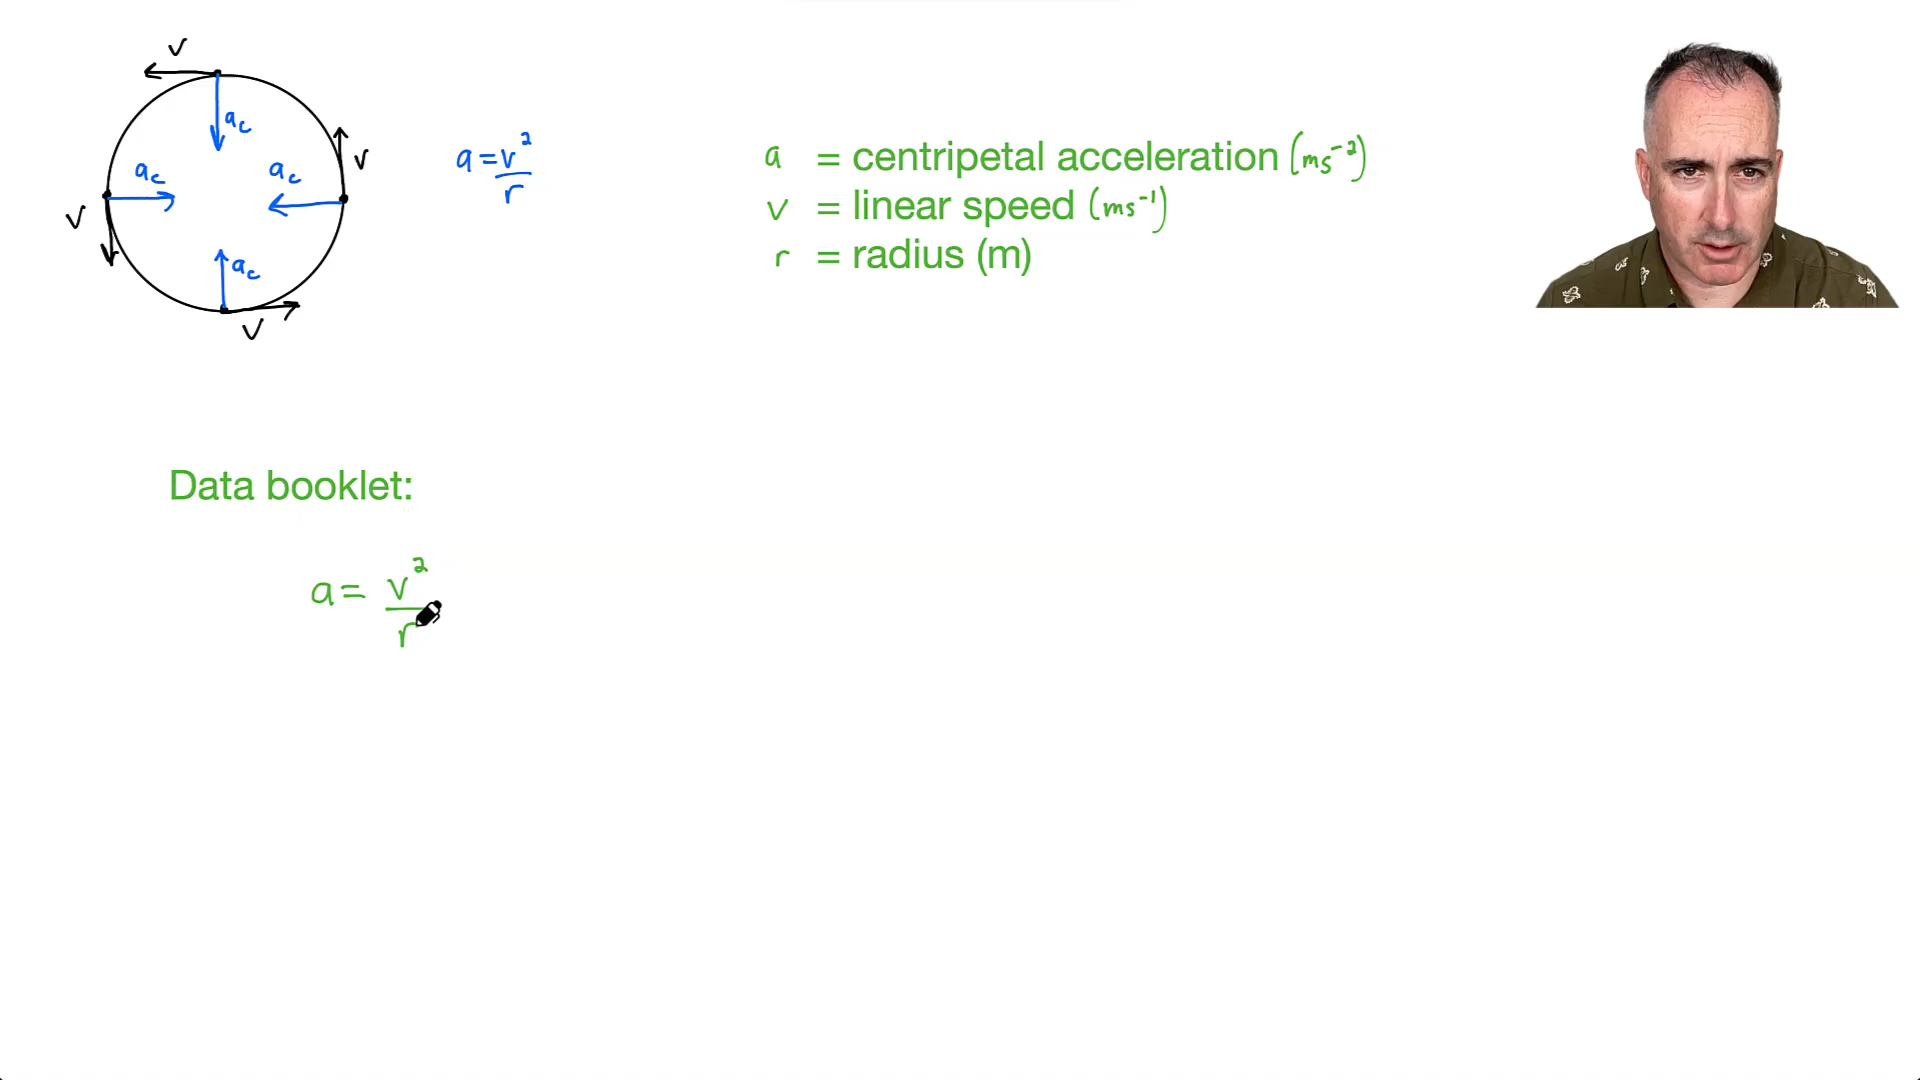 v
a_c
v
a_c
a_c
v
a_c
v
a = v²/r
a = centripetal acceleration (ms⁻²)
v = linear speed (ms⁻¹)
r = radius (m)
Data booklet:
a = v²/r